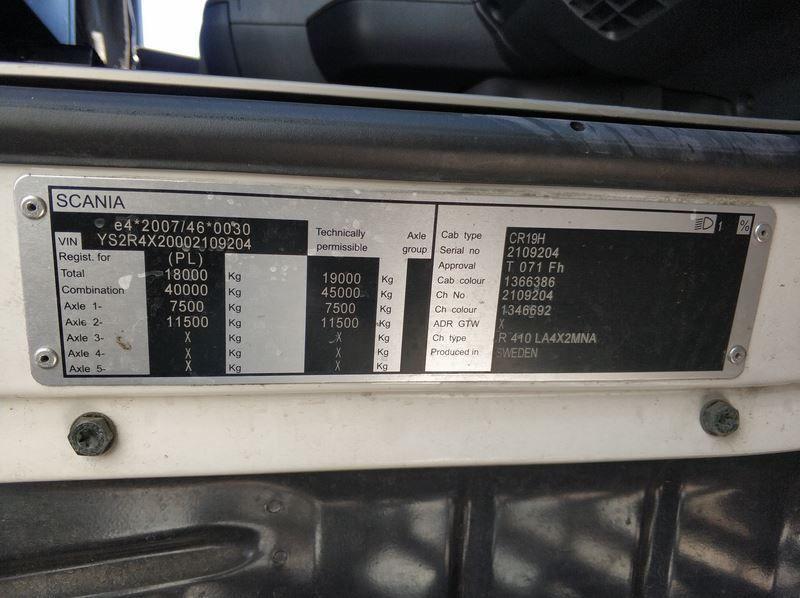 SCANIA
e4*2007/46*0030
VIN YS2R4X20002109204
Regist. for (PL) Technically permissible Axle group
Total 18000 Kg 19000 Kg
Combination 40000 Kg 45000 Kg
Axle 1- 7500 Kg 7500 Kg
Axle 2- 11500 Kg 11500 Kg
Axle 3- X Kg X Kg
Axle 4- X Kg X Kg
Axle 5- X Kg X Kg
1 %
Cab type CR19H
Serial no 2109204
Approval T 071 Fh
Cab colour 1366386
Ch No 2109204
Ch colour 1346692
ADR GTW X
Ch type R 410 LA4X2MNA
Produced in SWEDEN